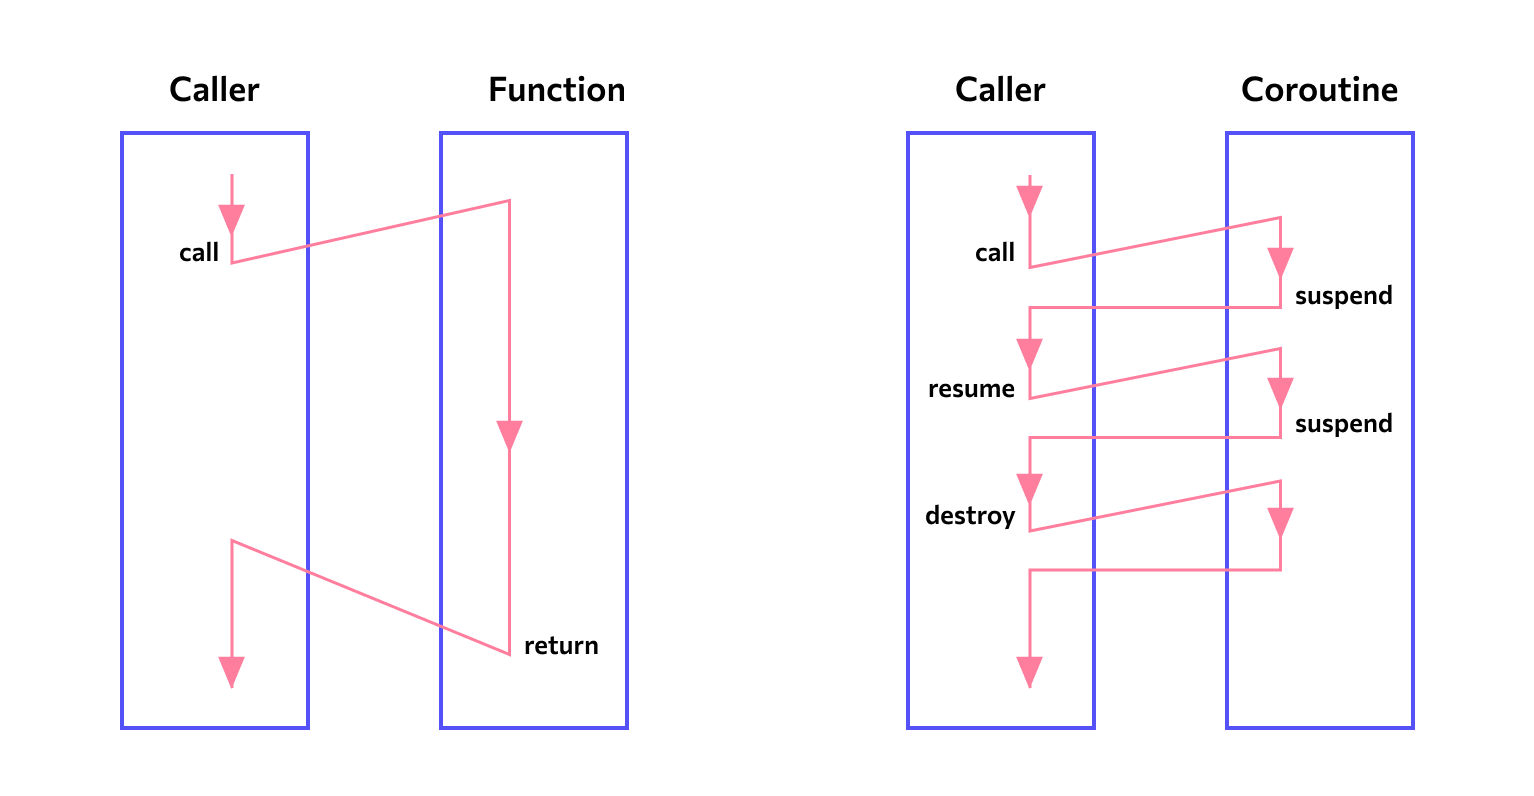 Caller
Function
call
return
Caller
Coroutine
call
suspend
resume
suspend
destroy